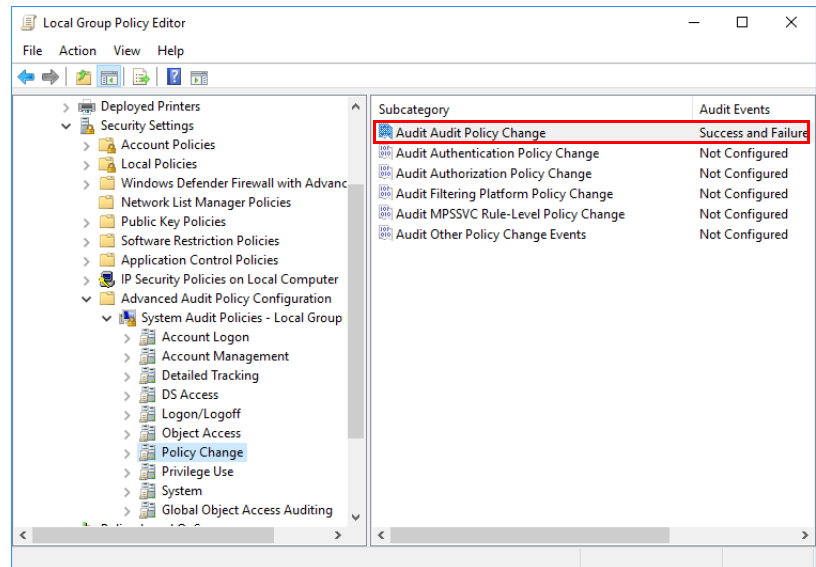 Local Group Policy Editor
File Action View Help
Deployed Printers
Security Settings
Account Policies
Local Policies
Windows Defender Firewall with Advanc
Network List Manager Policies
Public Key Policies
Software Restriction Policies
Application Control Policies
IP Security Policies on Local Computer
Advanced Audit Policy Configuration
System Audit Policies - Local Group
Account Logon
Account Management
Detailed Tracking
DS Access
Logon/Logoff
Object Access
Policy Change
Privilege Use
System
Global Object Access Auditing
Subcategory Audit Events
Audit Audit Policy Change Success and Failure
Audit Authentication Policy Change Not Configured
Audit Authorization Policy Change Not Configured
Audit Filtering Platform Policy Change Not Configured
Audit MPSSVC Rule-Level Policy Change Not Configured
Audit Other Policy Change Events Not Configured